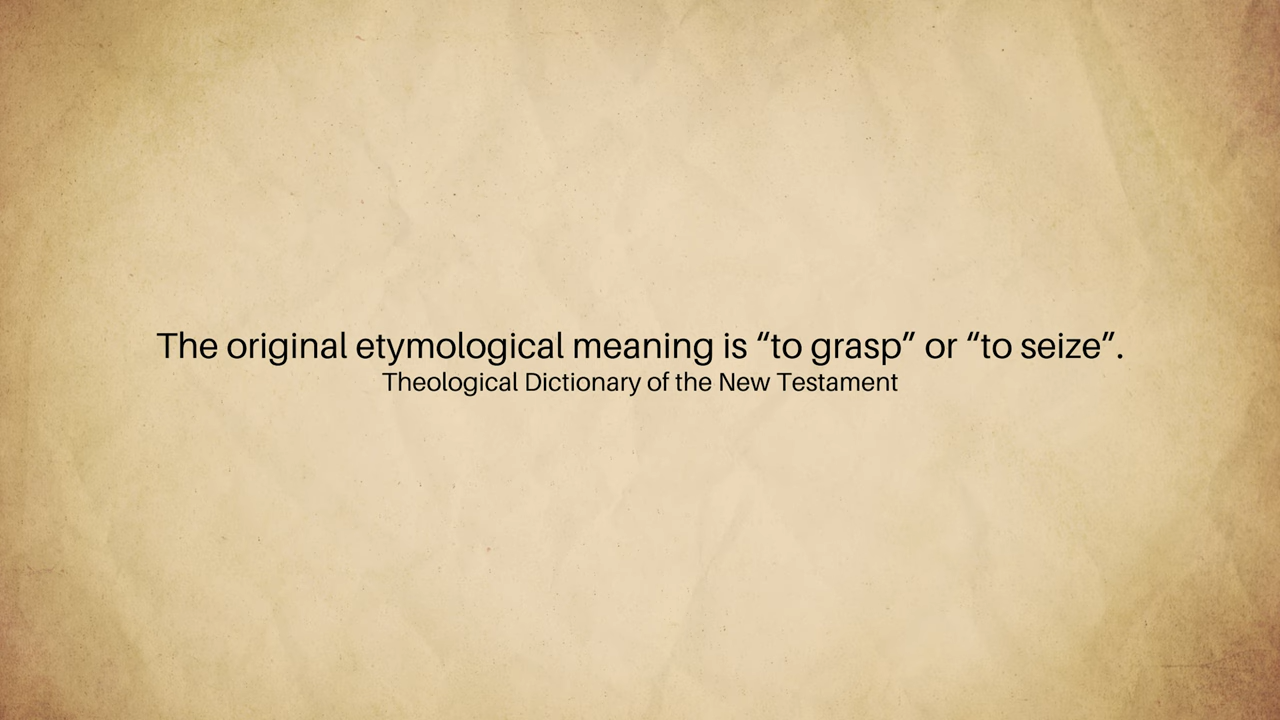 The original etymological meaning is “to grasp” or “to seize”.
Theological Dictionary of the New Testament